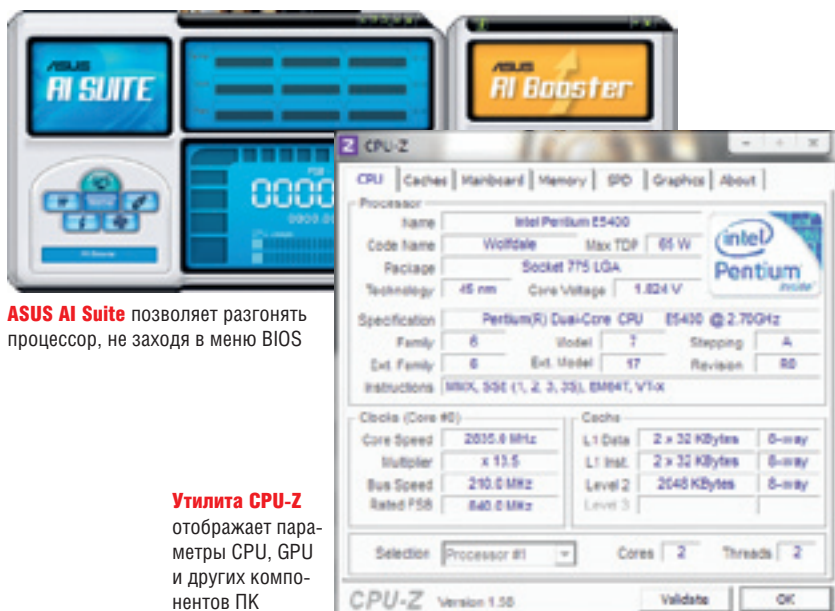 ASUS
AI SUITE
ASUS
AI Booster
CPU-Z
CPU Caches Mainboard Memory SPD Graphics About
Processor
Name Intel Pentium E5400
Code Name Wolfdale Max TDP 65 W
Package Socket 775 LGA
Technology 45 nm Core Voltage V
intel
Pentium
inside
Specification Pentium(R) Dual-Core CPU E5400 @ 2.70GHz
Family 6 Model 7 Stepping A
Ext. Family 6 Ext. Model 17 Revision R0
Instructions MMX, SSE (1, 2, 3, 3S), EM64T, VT-x
Clocks (Core #0)
Core Speed 2835.0 MHz
Multiplier x 13.5
Bus Speed 210.0 MHz
Rated FSB 840.0 MHz
Cache
L1 Data 2 x 32 KBytes 8-way
L1 Inst. 2 x 32 KBytes 8-way
Level 2 2048 KBytes 8-way
Level 3
Selection Processor #1 Cores 2 Threads 2
CPU-Z Version 1.58 Validate OK
ASUS AI Suite позволяет разгонять
процессор, не заходя в меню BIOS
Утилита CPU-Z
отображает пара-
метры CPU, GPU
и других компо-
нентов ПК